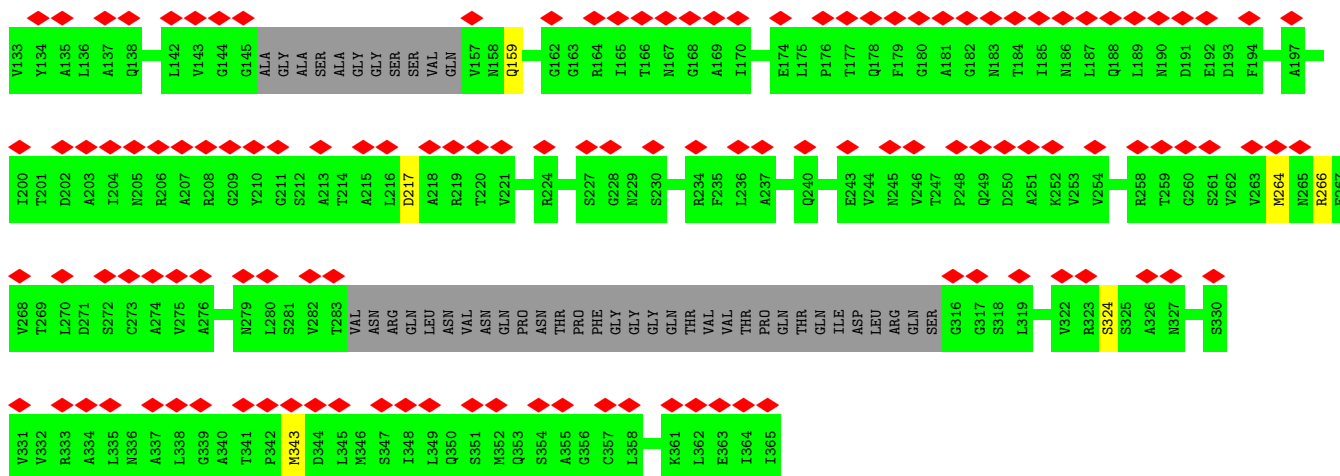 V133 Y134 A135 L136 A137 Q138 L142 V143 G144 G145 ALA GLY ALA SER ALA GLY GLY SER SER VAL GLN V157 N158 Q159 G162 G163 R164 I165 T166 N167 G168 A169 I170 E174 L175 P176 T177 Q178 F179 G180 A181 G182 N183 T184 I185 N186 L187 Q188 L189 N190 D191 E192 D193 F194 A197
I200 T201 D202 A203 I204 N205 R206 A207 R208 G209 Y210 G211 S212 A213 T214 A215 L216 D217 A218 R219 T220 V221 R224 S227 G228 N229 S230 R234 F235 L236 A237 Q240 E243 V244 N245 V246 T247 P248 Q249 D250 A251 K252 V253 V254 R258 T259 G260 S261 V262 V263 M264 N265 R266 E267
V268 T269 L270 D271 S272 C273 A274 V275 A276 N279 L280 S281 V282 T283 VAL ASN ARG GLN LEU ASN VAL ASN GLN PRO ASN THR PRO PHE GLY GLY GLY GLN THR VAL VAL THR PRO GLN THR GLN ILE ASP LEU ARG GLN SER G316 G317 S318 L319 V322 R323 S324 S325 A326 N327 S330
V331 V332 R333 A334 L335 N336 A337 L338 G339 A340 T341 P342 M343 D344 L345 M346 S347 I348 L349 Q350 S351 M352 Q353 S354 A355 G356 C357 L358 K361 L362 E363 I364 I365